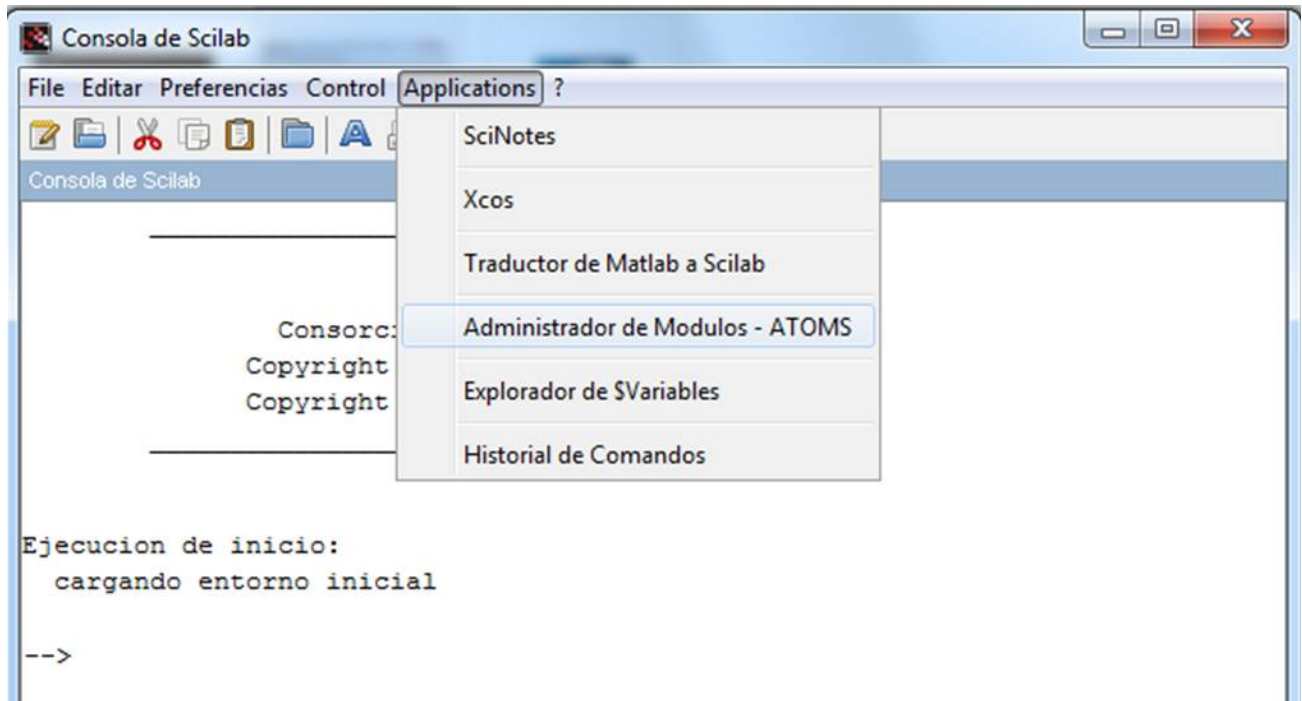 Consola de Scilab
File Editar Preferencias Control Applications ?
SciNotes
Consola de Scilab
Xcos
Traductor de Matlab a Scilab
Administrador de Modulos - ATOMS
Explorador de $Variables
Historial de Comandos
Copyright
Copyright
Ejecucion de inicio:
cargando entorno inicial
-->